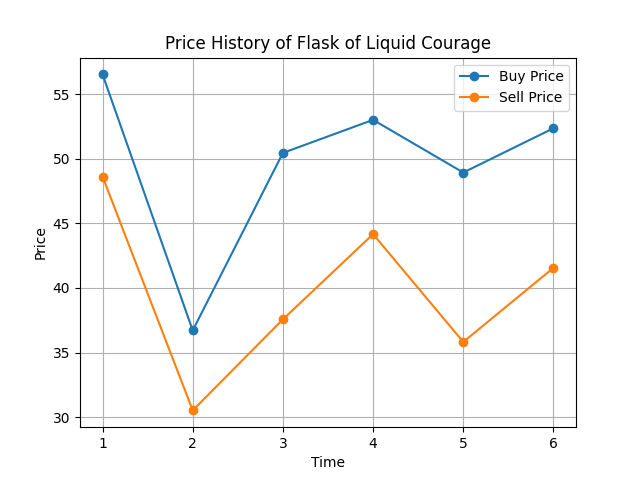 Price History of Flask of Liquid Courage
Buy Price
Sell Price
Price
55
50
45
40
35
30
1 2 3 4 5 6
Time